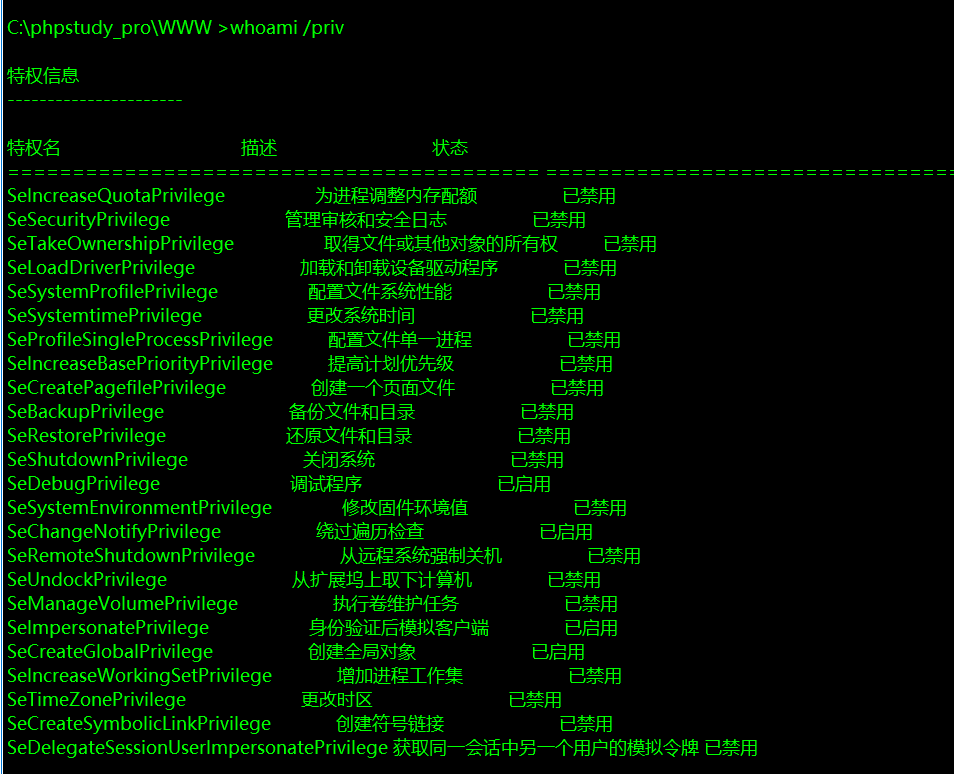 C:\phpstudy_pro\WWW >whoami /priv
特权信息
----------------------
特权名 描述 状态
======================================== ================================
SeIncreaseQuotaPrivilege 为进程调整内存配额 已禁用
SeSecurityPrivilege 管理审核和安全日志 已禁用
SeTakeOwnershipPrivilege 取得文件或其他对象的所有权 已禁用
SeLoadDriverPrivilege 加载和卸载设备驱动程序 已禁用
SeSystemProfilePrivilege 配置文件系统性能 已禁用
SeSystemtimePrivilege 更改系统时间 已禁用
SeProfileSingleProcessPrivilege 配置文件单一进程 已禁用
SeIncreaseBasePriorityPrivilege 提高计划优先级 已禁用
SeCreatePagefilePrivilege 创建一个页面文件 已禁用
SeBackupPrivilege 备份文件和目录 已禁用
SeRestorePrivilege 还原文件和目录 已禁用
SeShutdownPrivilege 关闭系统 已禁用
SeDebugPrivilege 调试程序 已启用
SeSystemEnvironmentPrivilege 修改固件环境值 已禁用
SeChangeNotifyPrivilege 绕过遍历检查 已启用
SeRemoteShutdownPrivilege 从远程系统强制关机 已禁用
SeUndockPrivilege 从扩展坞上取下计算机 已禁用
SeManageVolumePrivilege 执行卷维护任务 已禁用
SeImpersonatePrivilege 身份验证后模拟客户端 已启用
SeCreateGlobalPrivilege 创建全局对象 已启用
SeIncreaseWorkingSetPrivilege 增加进程工作集 已禁用
SeTimeZonePrivilege 更改时区 已禁用
SeCreateSymbolicLinkPrivilege 创建符号链接 已禁用
SeDelegateSessionUserImpersonatePrivilege 获取同一会话中另一个用户的模拟令牌 已禁用